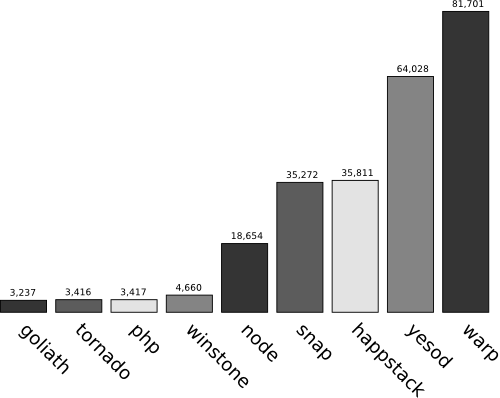 81,701
64,028
35,272
35,811
18,654
3,237
3,416
3,417
4,660
goliath
tornado
php
winstone
node
snap
happstack
yesod
warp